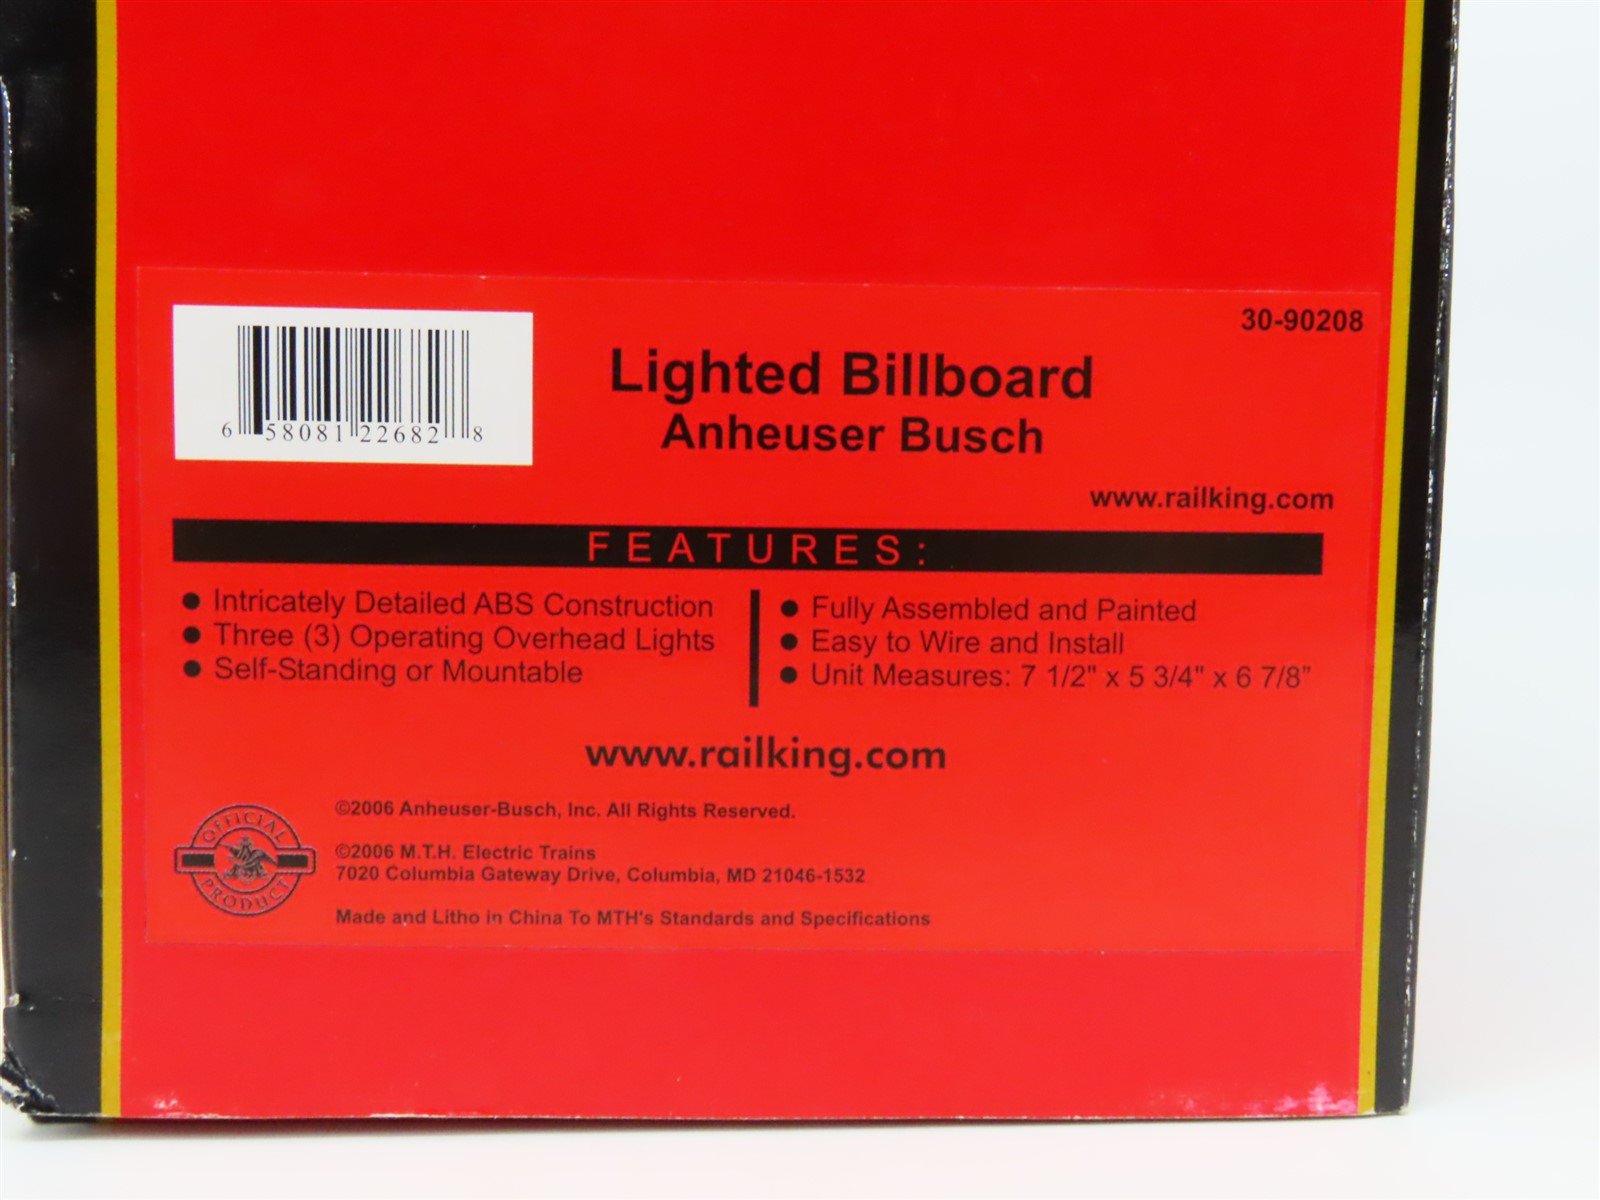 30-90208
Lighted Billboard
Anheuser Busch
6 58081 22682 8
www.railking.com
FEATURES:
● Intricately Detailed ABS Construction
● Three (3) Operating Overhead Lights
● Self-Standing or Mountable
● Fully Assembled and Painted
● Easy to Wire and Install
● Unit Measures: 7 1/2" x 5 3/4" x 6 7/8”
www.railking.com
OFFICIAL
PRODUCT
©2006 Anheuser-Busch, Inc. All Rights Reserved.
©2006 M.T.H. Electric Trains
7020 Columbia Gateway Drive, Columbia, MD 21046-1532
Made and Litho in China To MTH's Standards and Specifications